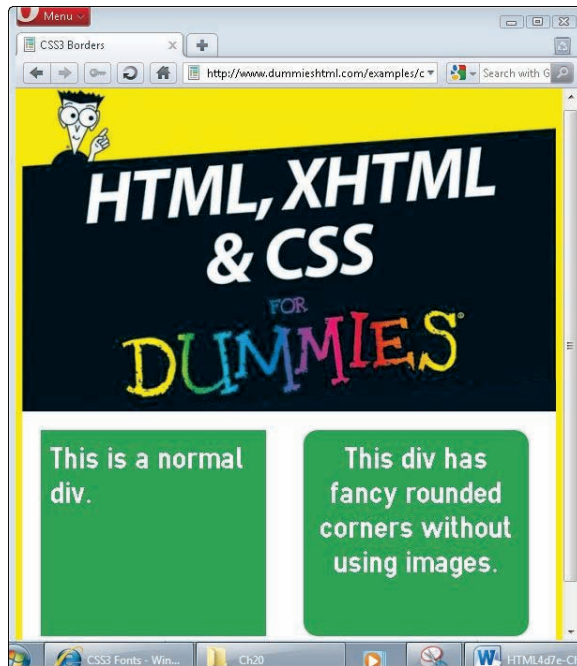 Menu
CSS3 Borders
http://www.dummieshtml.com/examples/c
Search with G
HTML, XHTML
& CSS
FOR
DUMMIES®
This is a normal
div.
This div has
fancy rounded
corners without
using images.
CSS3 Fonts - Win...
Ch20
HTML4d7e-Cl